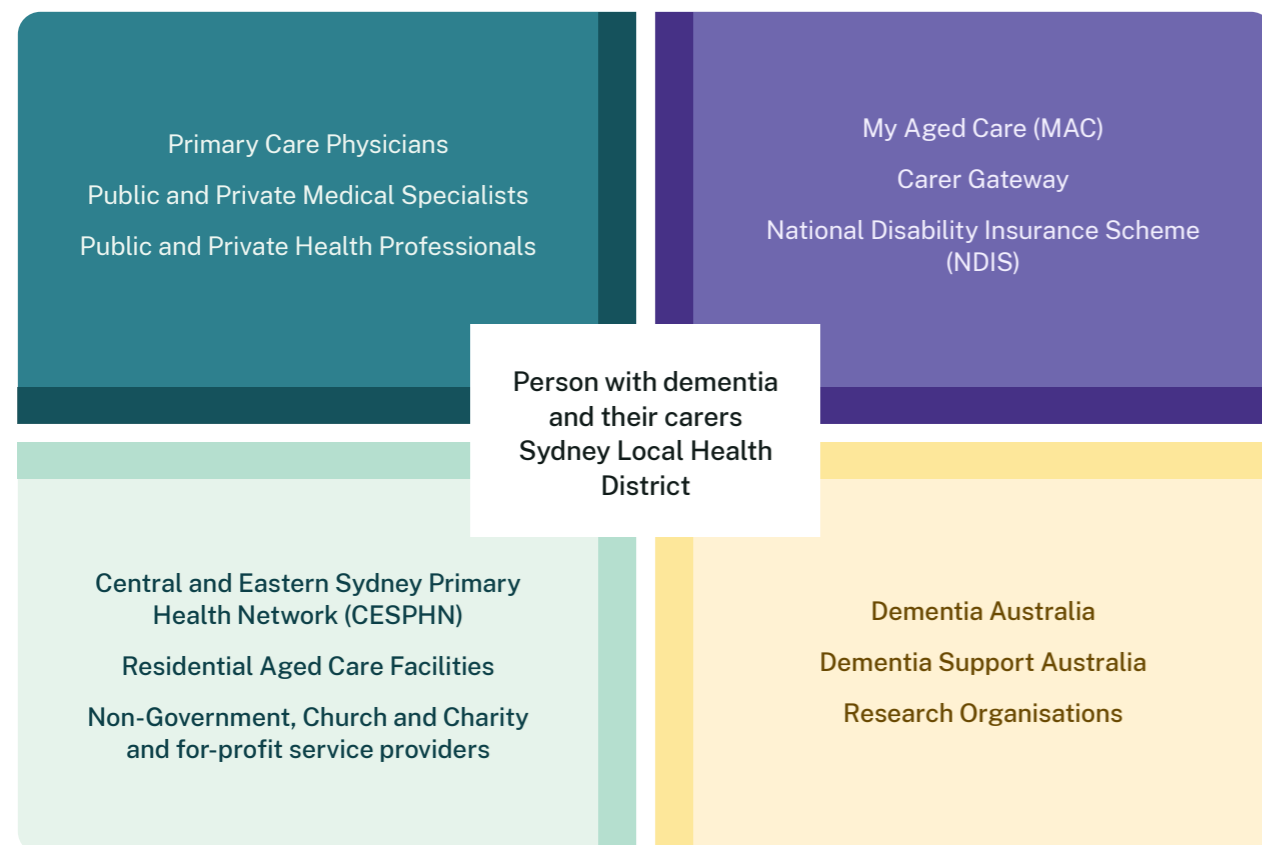 Primary Care Physicians
Public and Private Medical Specialists
Public and Private Health Professionals
My Aged Care (MAC)
Carer Gateway
National Disability Insurance Scheme
(NDIS)
Person with dementia
and their carers
Sydney Local Health
District
Central and Eastern Sydney Primary
Health Network (CESPHN)
Residential Aged Care Facilities
Non-Government, Church and Charity
and for-profit service providers
Dementia Australia
Dementia Support Australia
Research Organisations